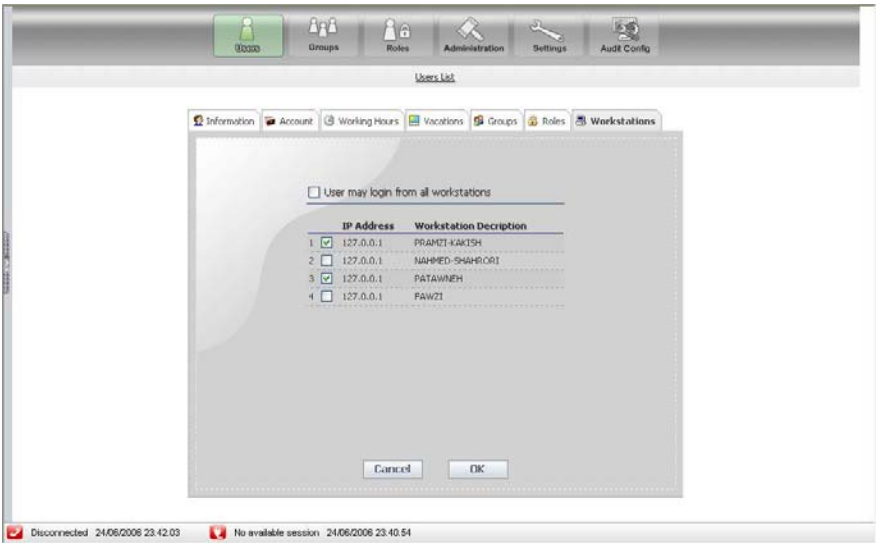 Users Groups Roles Administration Settings Audit Config
Users List
Information Account Working Hours Vacations Groups Roles Workstations
User may login from all workstations
IP Address Workstation Decription
1 127.0.0.1 PRAMZI-KAKISH
2 127.0.0.1 NAHMED-SHAHRORI
3 127.0.0.1 PATAWNEH
4 127.0.0.1 FAWZI
Cancel OK
Disconnected 24/06/2006 23:42.03 No available session 24/06/2006 23:40.54